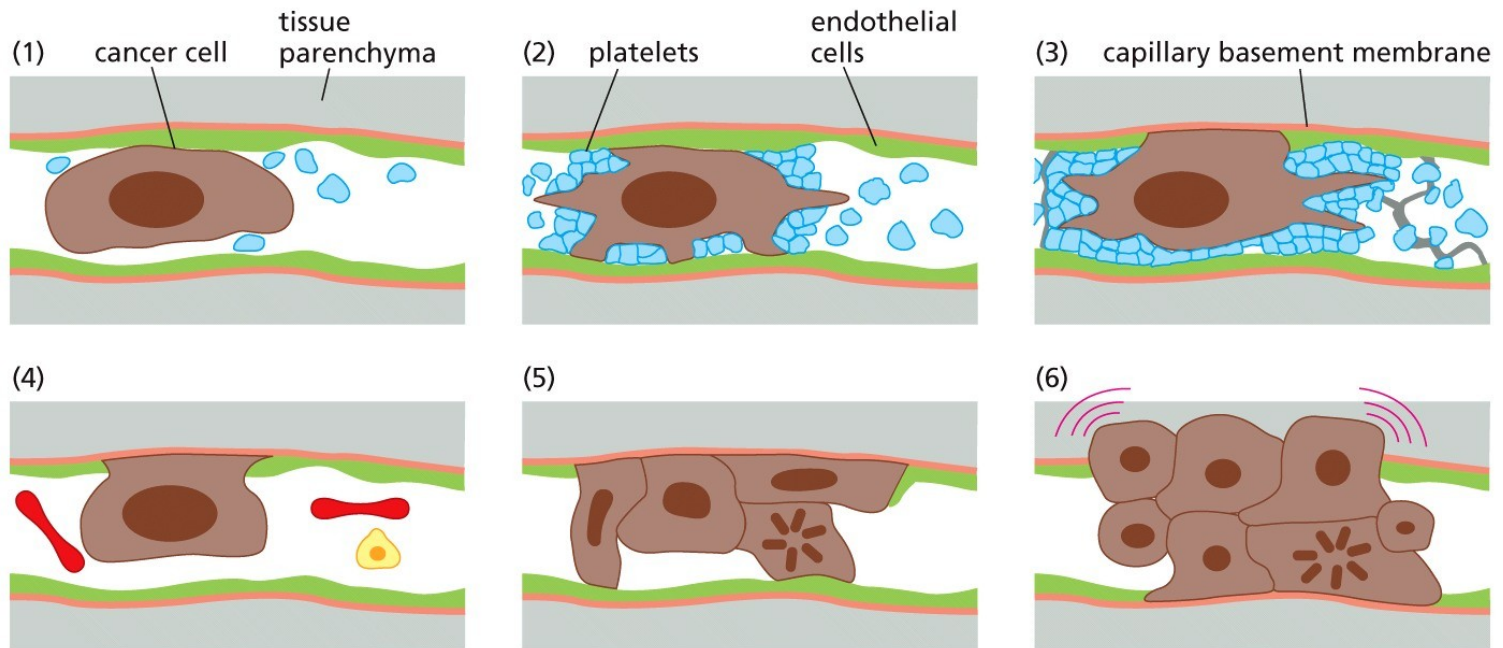 (1)
cancer cell
tissue
parenchyma
(2)
platelets
endothelial
cells
(3)
capillary basement membrane
(4)
(5)
(6)